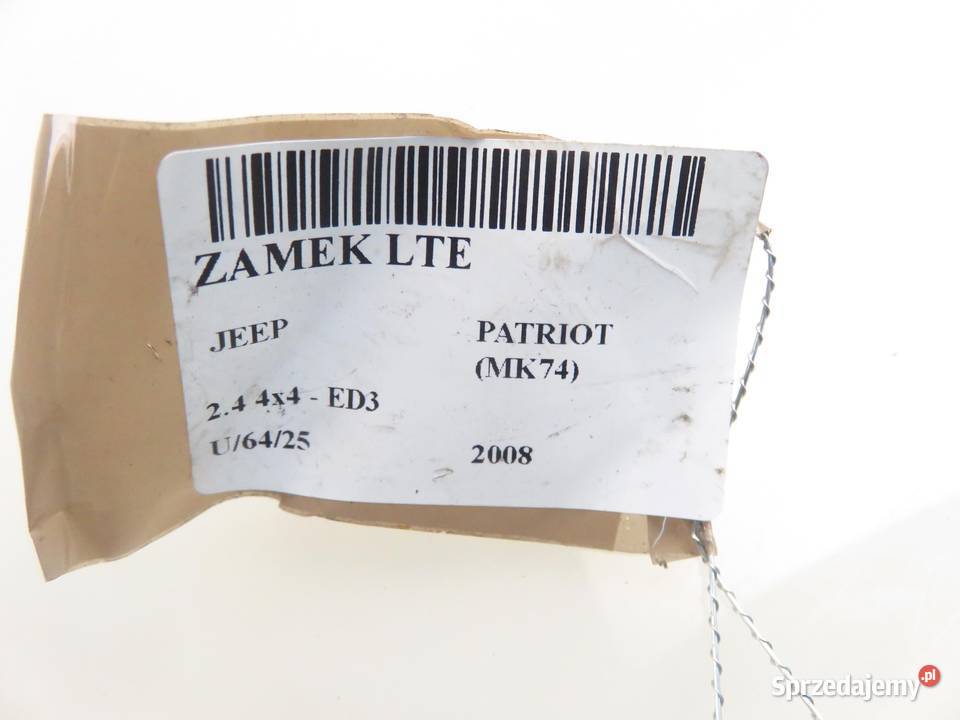 ZAMEK LTE
JEEP PATRIOT
(MK74)
2.4 4x4 - ED3
U/64/25 2008
Sprzedajemy.pl